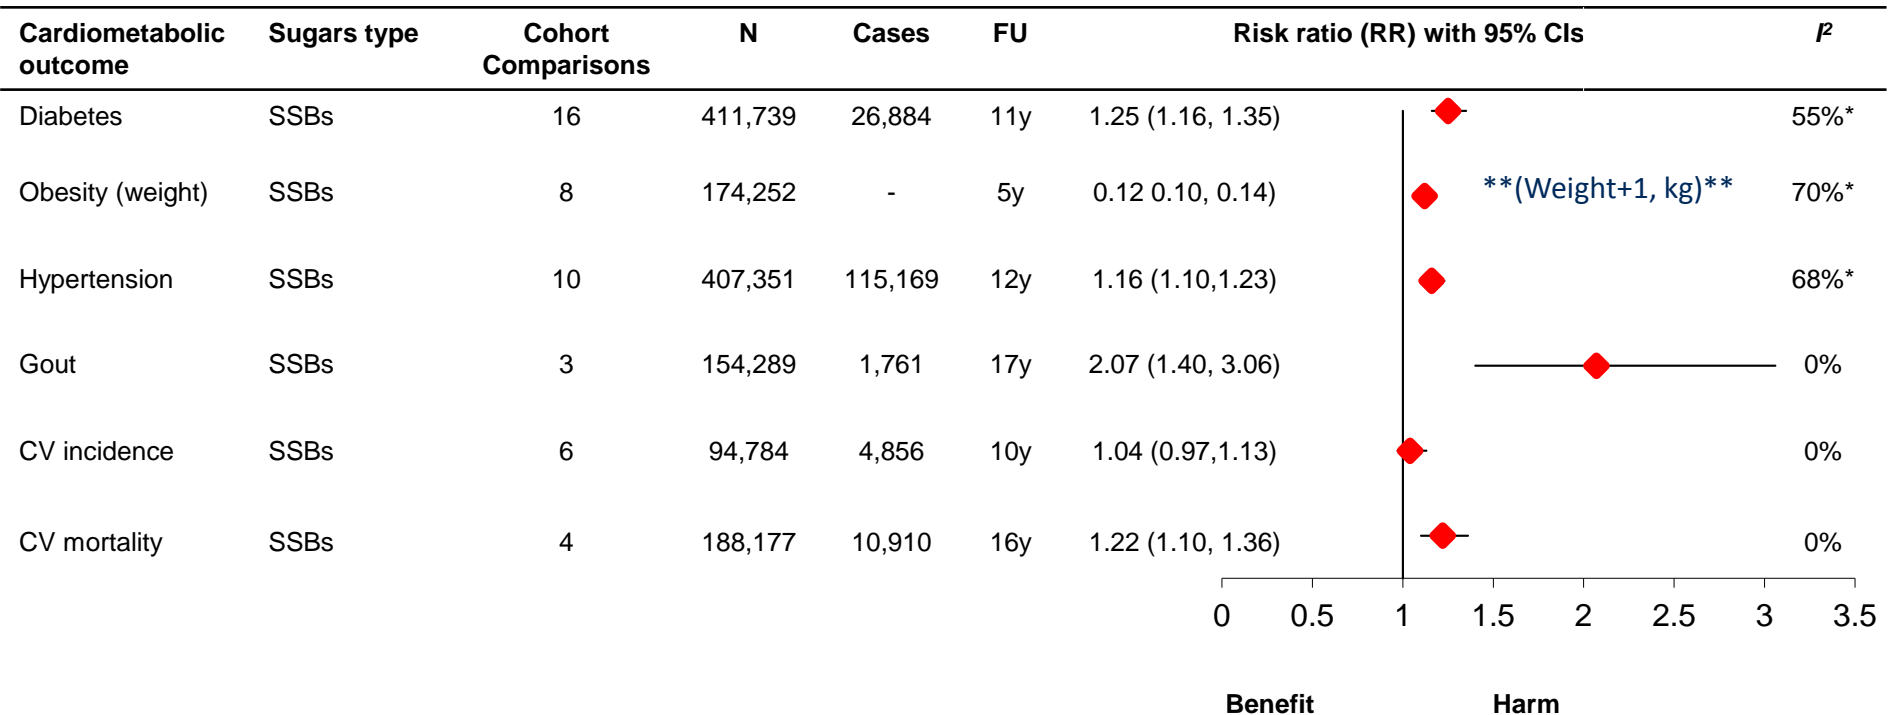 Cardiometabolic outcome Sugars type Cohort Comparisons N Cases FU Risk ratio (RR) with 95% CIs I²
Diabetes SSBs 16 411,739 26,884 11y 1.25 (1.16, 1.35) 55%*
Obesity (weight) SSBs 8 174,252 - 5y 0.12 0.10, 0.14) **(Weight+1, kg)** 70%*
Hypertension SSBs 10 407,351 115,169 12y 1.16 (1.10,1.23) 68%*
Gout SSBs 3 154,289 1,761 17y 2.07 (1.40, 3.06) 0%
CV incidence SSBs 6 94,784 4,856 10y 1.04 (0.97,1.13) 0%
CV mortality SSBs 4 188,177 10,910 16y 1.22 (1.10, 1.36) 0%
0 0.5 1 1.5 2 2.5 3 3.5
Benefit Harm